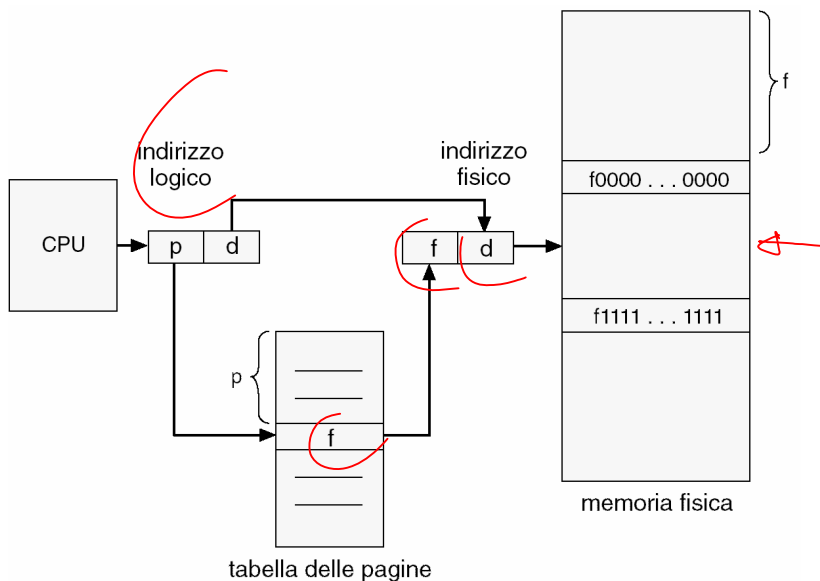 f
f0000 . . . 0000
indirizzo
logico
indirizzo
fisico
CPU
p d
f d
f1111 . . . 1111
p
f
memoria fisica
tabella delle pagine